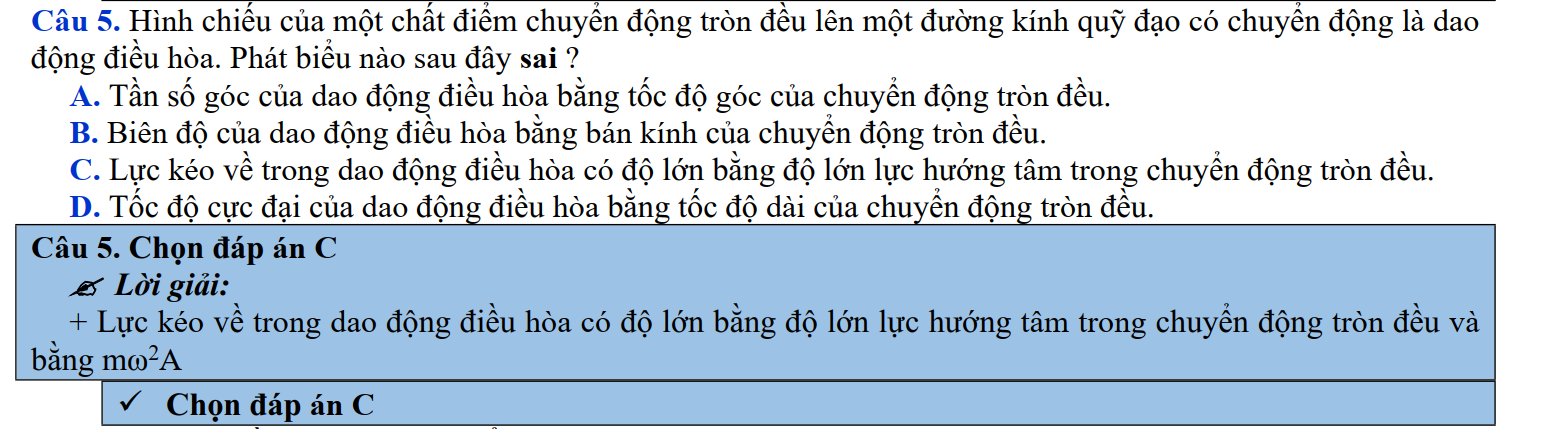 Câu 5. Hình chiếu của một chất điểm chuyển động tròn đều lên một đường kính quỹ đạo có chuyển động là dao
động điều hòa. Phát biểu nào sau đây sai ?
A. Tần số góc của dao động điều hòa bằng tốc độ góc của chuyển động tròn đều.
B. Biên độ của dao động điều hòa bằng bán kính của chuyển động tròn đều.
C. Lực kéo về trong dao động điều hòa có độ lớn bằng độ lớn lực hướng tâm trong chuyển động tròn đều.
D. Tốc độ cực đại của dao động điều hòa bằng tốc độ dài của chuyển động tròn đều.
Câu 5. Chọn đáp án C
✍ Lời giải:
+ Lực kéo về trong dao động điều hòa có độ lớn bằng độ lớn lực hướng tâm trong chuyển động tròn đều và
bằng mω²A
✓ Chọn đáp án C